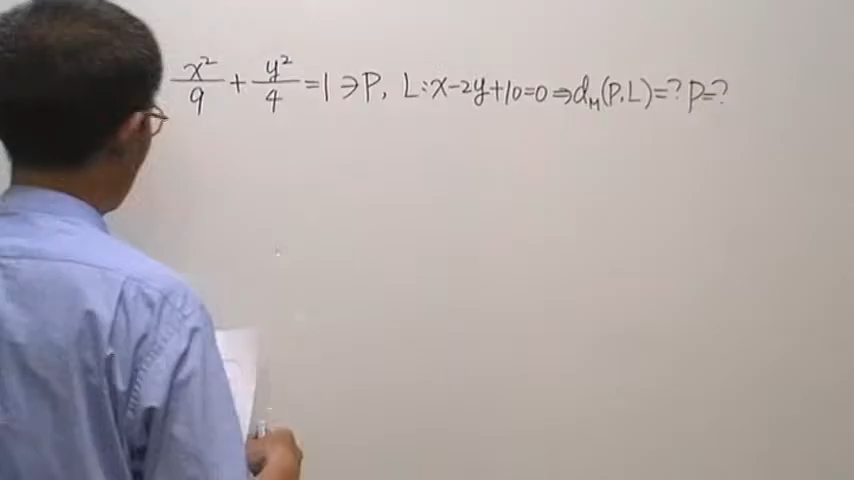 x²/9 + y²/4 = 1 ∋ P, L: x-2y+10=0 ⇒ d_M(P,L)=? P=?